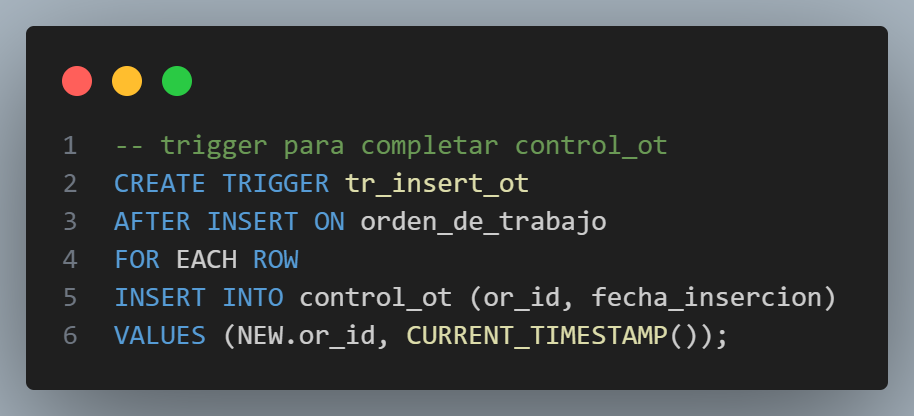 1 -- trigger para completar control_ot
2 CREATE TRIGGER tr_insert_ot
3 AFTER INSERT ON orden_de_trabajo
4 FOR EACH ROW
5 INSERT INTO control_ot (or_id, fecha_insercion)
6 VALUES (NEW.or_id, CURRENT_TIMESTAMP());